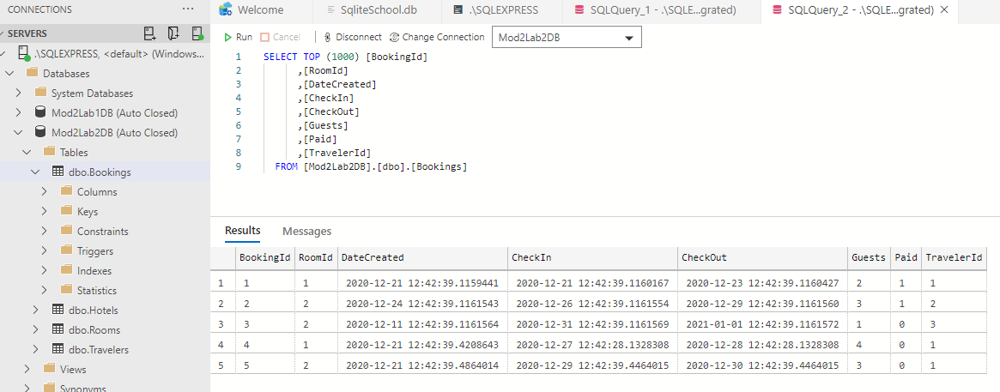 CONNECTIONS ...
Welcome SqliteSchool.db .\SQLEXPRESS SQLQuery_1 - .\SQLE...grated) SQLQuery_2 - .\SQLE...grated)
SERVERS
Run Cancel Disconnect Change Connection Mod2Lab2DB
.\SQLEXPRESS, <default> (Windows...
Databases
System Databases
Mod2Lab1DB (Auto Closed)
Mod2Lab2DB (Auto Closed)
Tables
dbo.Bookings
Columns
Keys
Constraints
Triggers
Indexes
Statistics
dbo.Hotels
dbo.Rooms
dbo.Travelers
Views
Synonyms
1 SELECT TOP (1000) [BookingId]
2 ,[RoomId]
3 ,[DateCreated]
4 ,[CheckIn]
5 ,[CheckOut]
6 ,[Guests]
7 ,[Paid]
8 ,[TravelerId]
9 FROM [Mod2Lab2DB].[dbo].[Bookings]
Results Messages
BookingId RoomId DateCreated CheckIn CheckOut Guests Paid TravelerId
1 1 1 2020-12-21 12:42:39.1159441 2020-12-21 12:42:39.1160167 2020-12-23 12:42:39.1160427 2 1 1
2 2 2 2020-12-24 12:42:39.1161543 2020-12-26 12:42:39.1161554 2020-12-29 12:42:39.1161560 3 1 2
3 3 2 2020-12-11 12:42:39.1161564 2020-12-31 12:42:39.1161569 2021-01-01 12:42:39.1161572 1 0 3
4 4 1 2020-12-21 12:42:39.4208643 2020-12-27 12:42:28.1328308 2020-12-28 12:42:28.1328308 4 0 1
5 5 2 2020-12-21 12:42:39.4864014 2020-12-29 12:42:39.4464015 2020-12-30 12:42:39.4464015 3 0 1